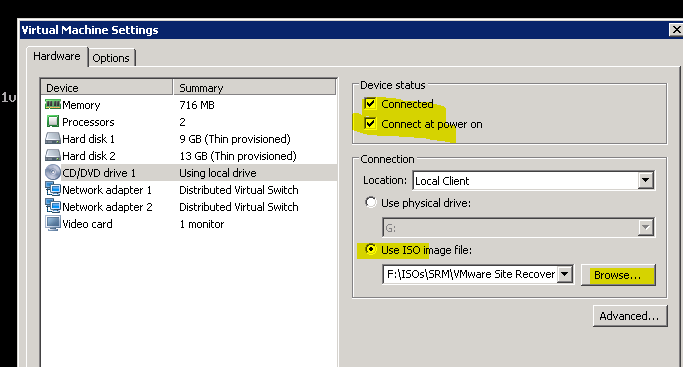 Virtual Machine Settings
Hardware
Options
Device Summary
Memory 716 MB
Processors 2
Hard disk 1 9 GB (Thin provisioned)
Hard disk 2 13 GB (Thin provisioned)
CD/DVD drive 1 Using local drive
Network adapter 1 Distributed Virtual Switch
Network adapter 2 Distributed Virtual Switch
Video card 1 monitor
Device status
Connected
Connect at power on
Connection
Location: Local Client
Use physical drive:
G:
Use ISO image file:
F:\ISOs\SRM\VMware Site Recover
Browse...
Advanced...